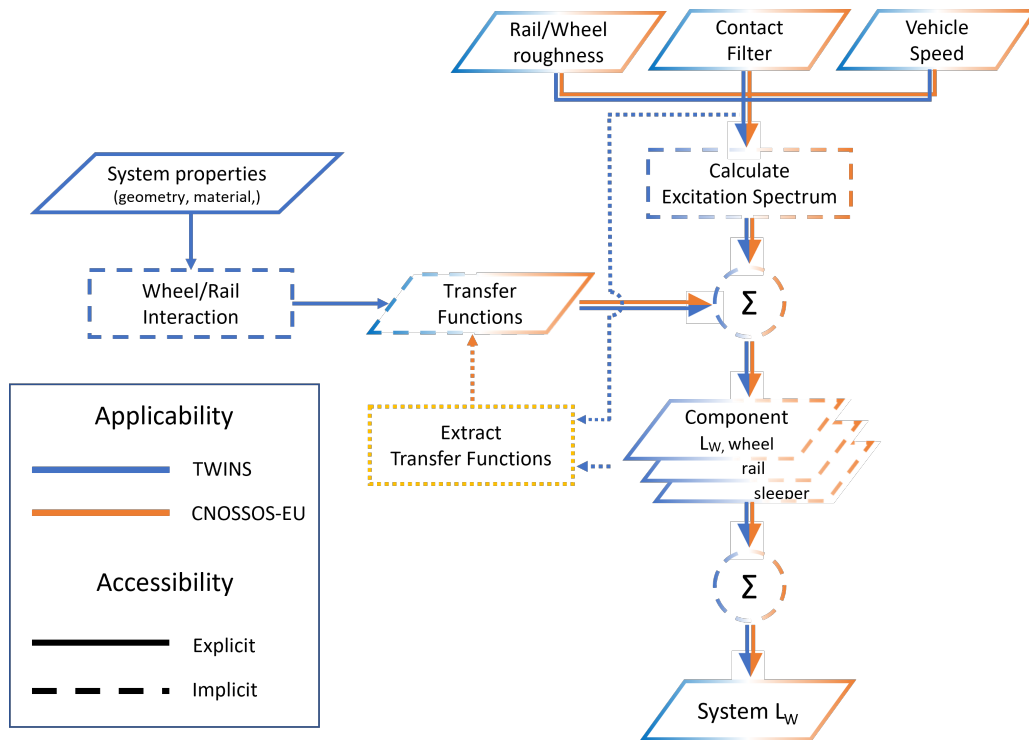 Rail/Wheel
roughness
Contact
Filter
Vehicle
Speed
System properties
(geometry, material,)
Calculate
Excitation Spectrum
Wheel/Rail
Interaction
Transfer
Functions
Σ
Extract
Transfer Functions
Component
LW, wheel
rail
sleeper
Σ
System LW
Applicability
TWINS
CNOSSOS-EU
Accessibility
Explicit
Implicit